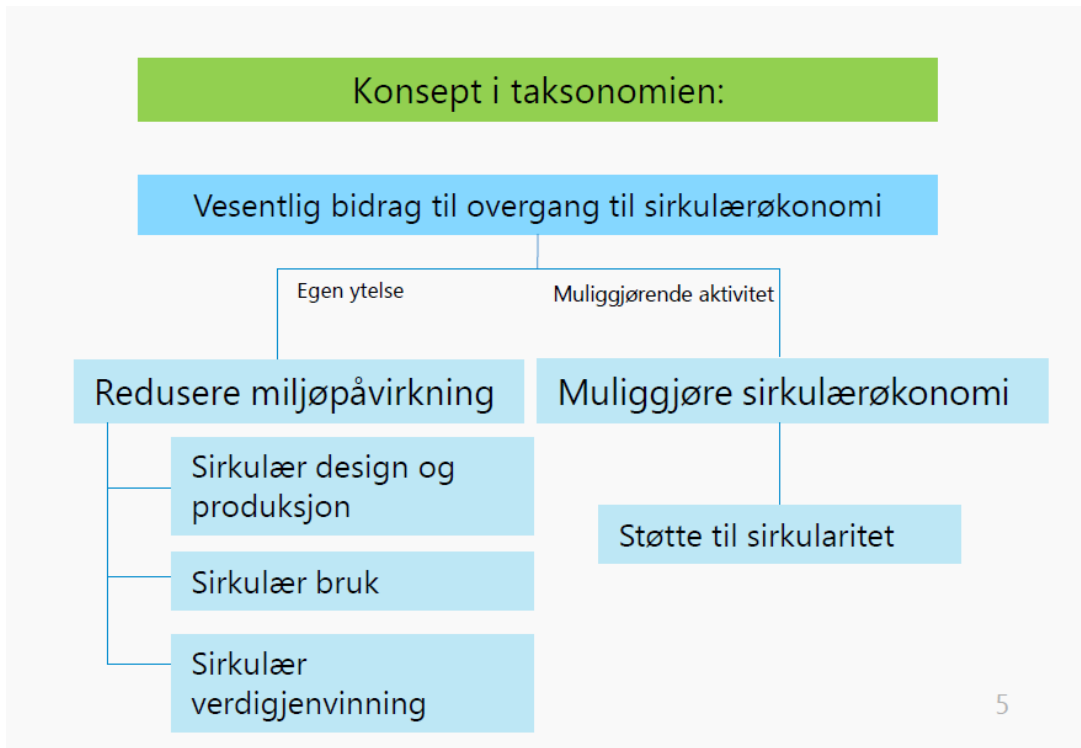 Konsept i taksonomien:
Vesentlig bidrag til overgang til sirkulærøkonomi
Egen ytelse
Muliggjørende aktivitet
Redusere miljøpåvirkning
Muliggjøre sirkulærøkonomi
Sirkulær design og
produksjon
Støtte til sirkularitet
Sirkulær bruk
Sirkulær
verdigjenvinning
5